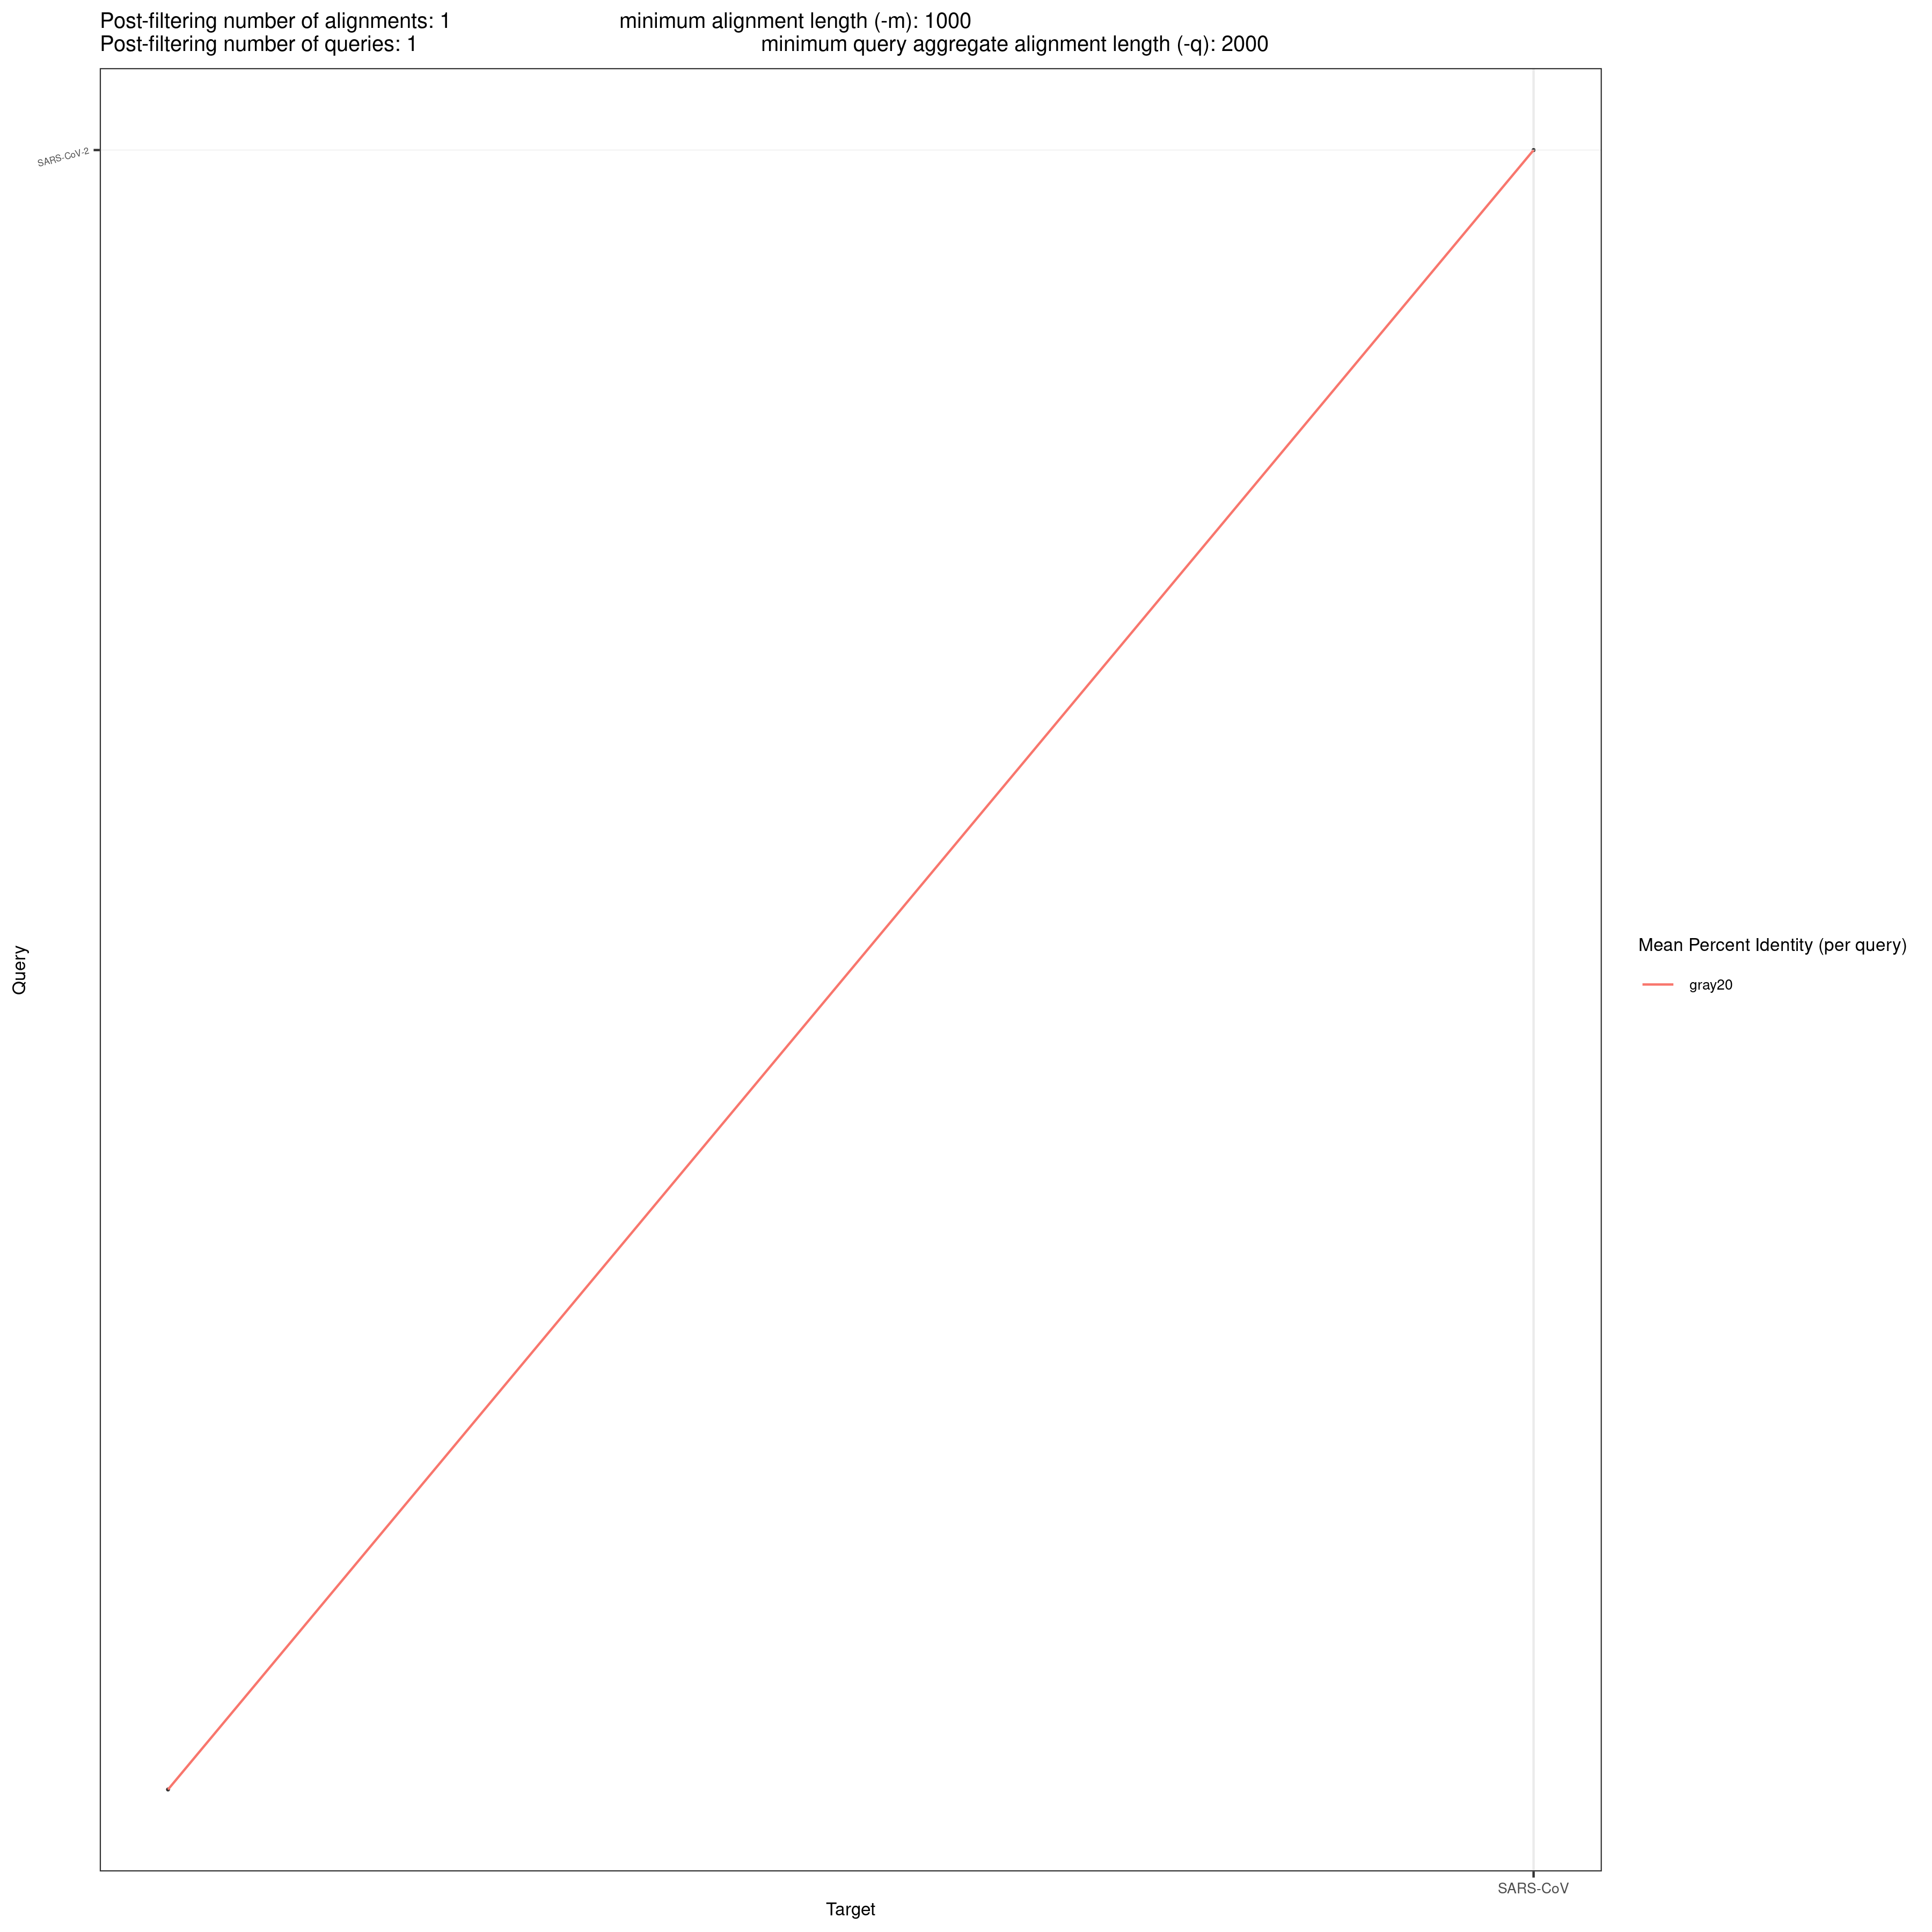 Post-filtering number of alignments: 1 minimum alignment length (-m): 1000
Post-filtering number of queries: 1 minimum query aggregate alignment length (-q): 2000
SARS-CoV-2
Query
Mean Percent Identity (per query)
gray20
SARS-CoV
Target